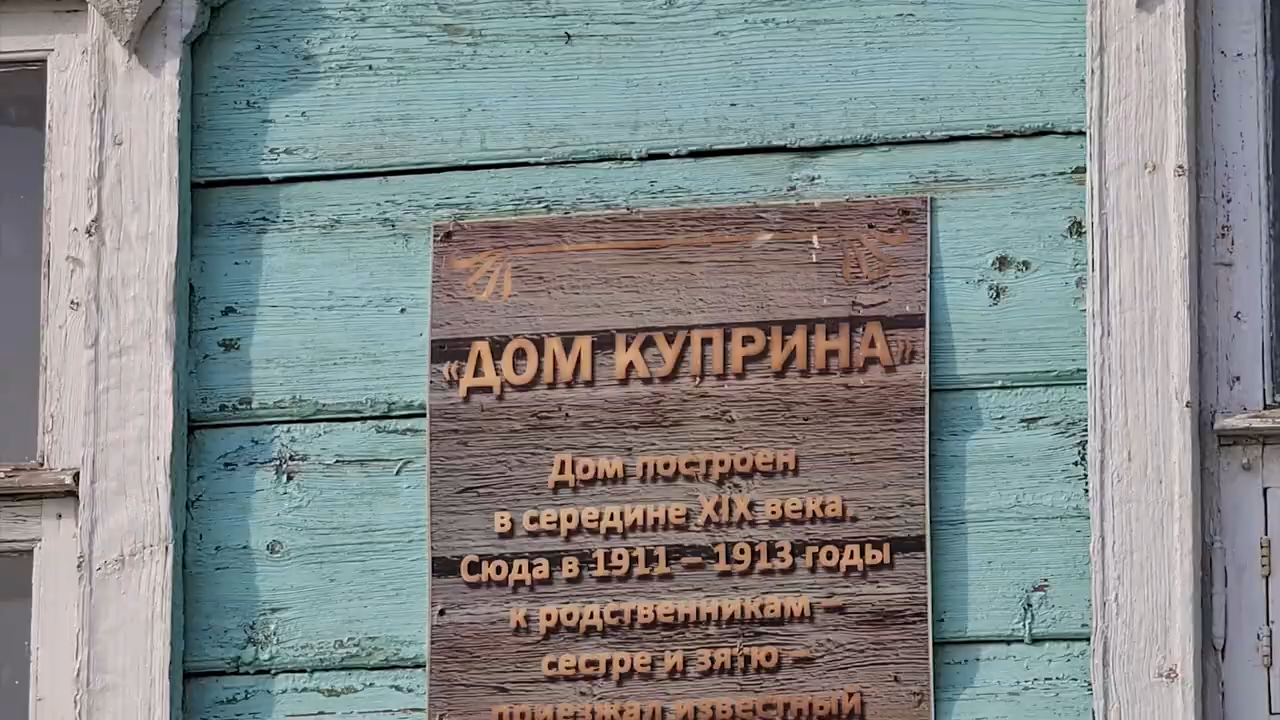 «ДОМ КУПРИНА»
Дом построен
в середине XIX века.
Сюда в 1911 – 1913 годы
к родственникам –
сестре и зятю –
приезжал известный